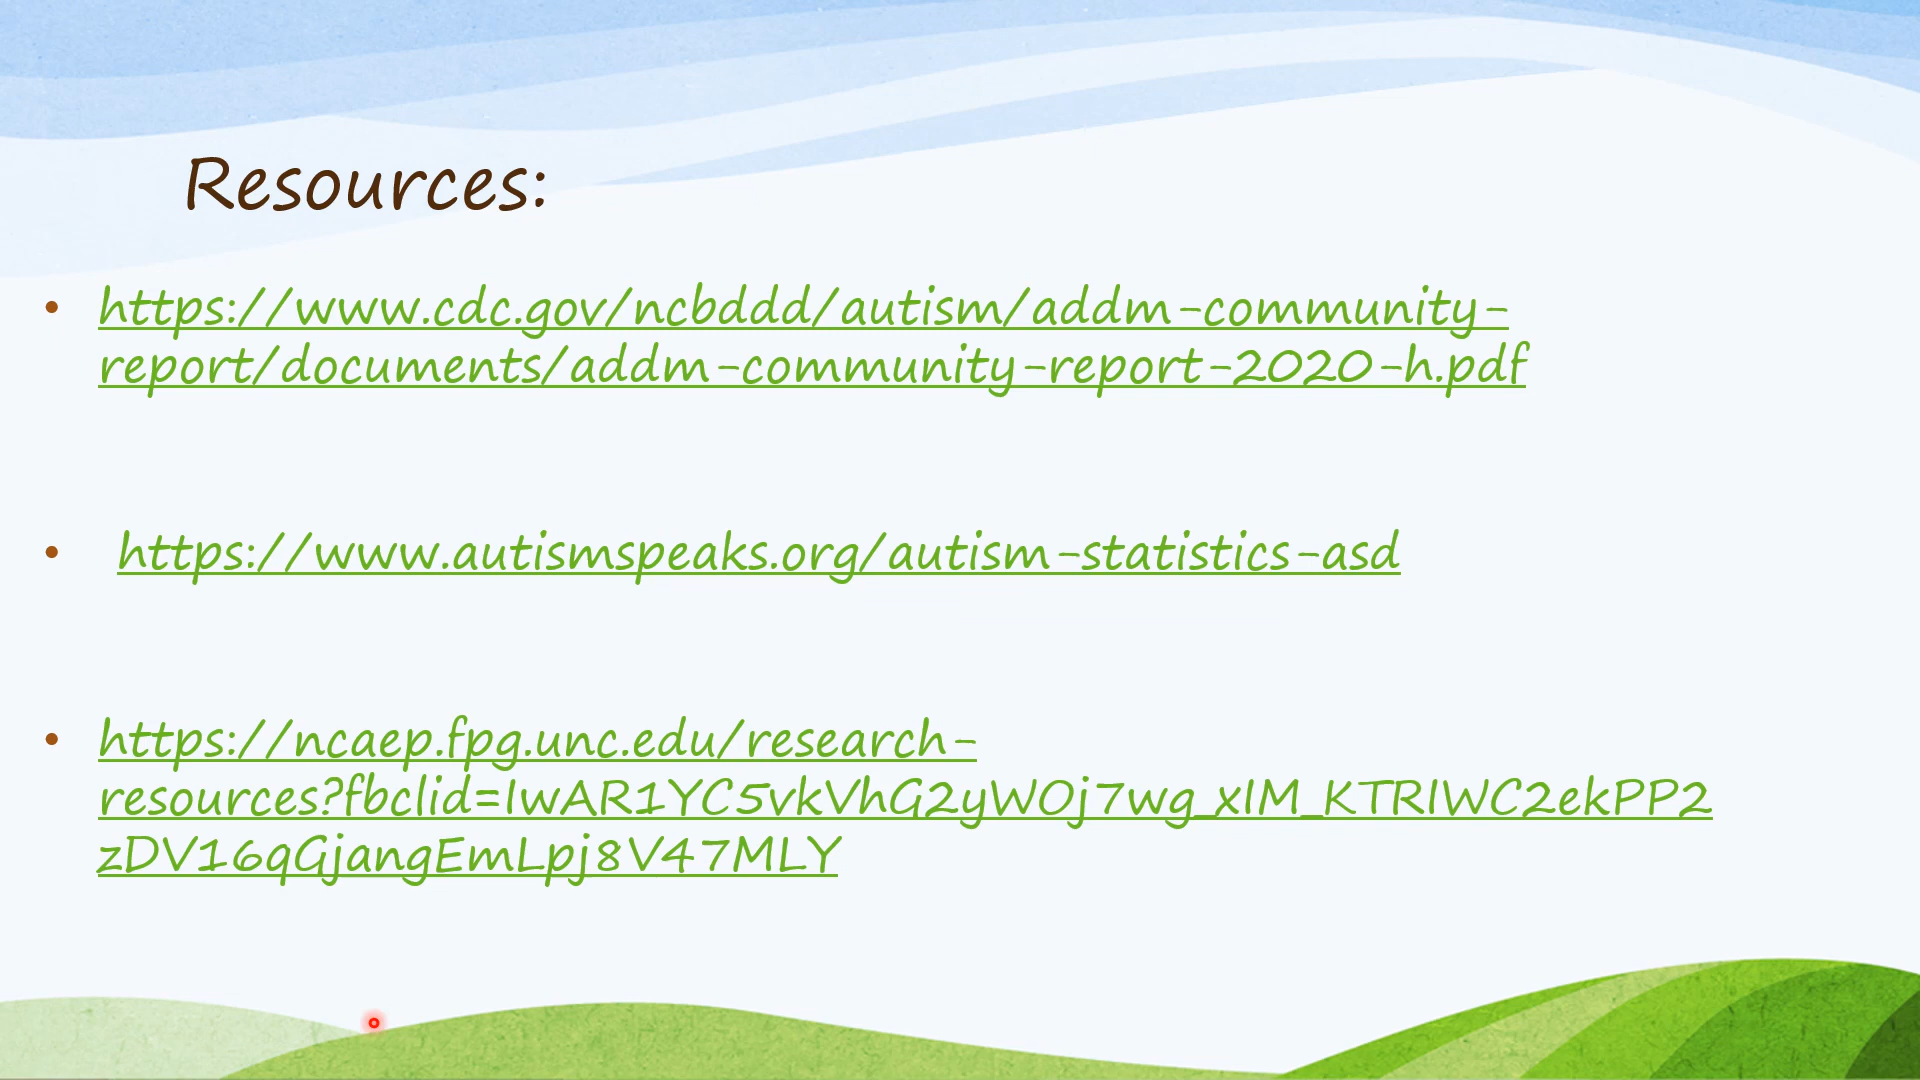 Resources:
• https://www.cdc.gov/ncbddd/autism/addm-community-
report/documents/addm-community-report-2020-h.pdf
• https://www.autismspeaks.org/autism-statistics-asd
• https://ncaep.fpg.unc.edu/research-
resources?fbclid=IwAR1YC5vkVhG2yWOj7wg_xIM_KTRIWC2ekPP2
zDV16qGjangEmLpj8V47MLY